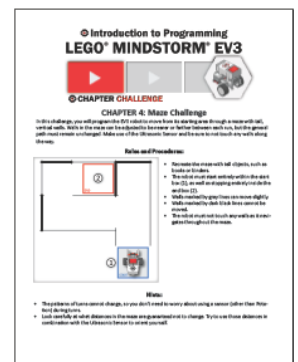 Introduction to Programming
LEGO® MINDSTORM® EV3
CHAPTER CHALLENGE
CHAPTER 4: Maze Challenge
In this challenge, you will program the EV3 robot to move from its starting area through a maze with tall,
vertical walls. Walls in the maze can be adjusted to be nearer or farther between each run, but the general
path must remain unchanged. Make use of the Ultrasonic Sensor and be sure to not touch any walls along
the way.
Rules and Procedures:
• Recreate the maze with tall objects, such as
books or binders.
• The robot must start entirely within the start
box (1), as well as stopping entirely inside the
end box (2).
• Walls marked by gray lines can move slightly
• Walls marked by dark black lines cannot be
moved.
• The robot must not touch any walls as it navi-
gates throughout the maze.
2
1
Hints:
• The patterns of turns cannot change, so you don't need to worry about using a sensor (other than Rota-
tion) during turns.
• Look carefully at what distances in the maze are guaranteed not to change. Try to use those distances in
combination with the Ultrasonic Sensor to orient yourself.